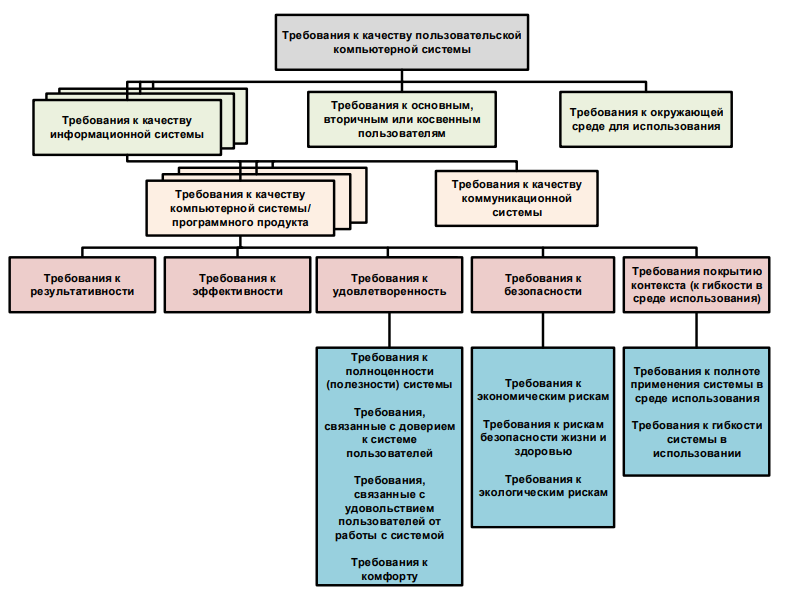 Требования к качеству пользовательской
компьютерной системы
Требования к качеству
информационной системы
Требования к основным,
вторичным или косвенным
пользователям
Требования к окружающей
среде для использования
Требования к качеству
компьютерной системы/
программного продукта
Требования к качеству
коммуникационной
системы
Требования к
результативности
Требования к
эффективности
Требования к
удовлетворенность
Требования к
безопасности
Требования покрытию
контекста (к гибкости в
среде использования)
Требования к
полноценности
(полезности) системы
Требования,
связанные с доверием
к системе
пользователей
Требования,
связанные с
удовольствием
пользователей от
работы с системой
Требования к
комфорту
Требования к
экономическим рискам
Требования к рискам
безопасности жизни и
здоровью
Требования к
экологическим рискам
Требования к полноте
применения системы в
среде использования
Требования к гибкости
системы в
использовании